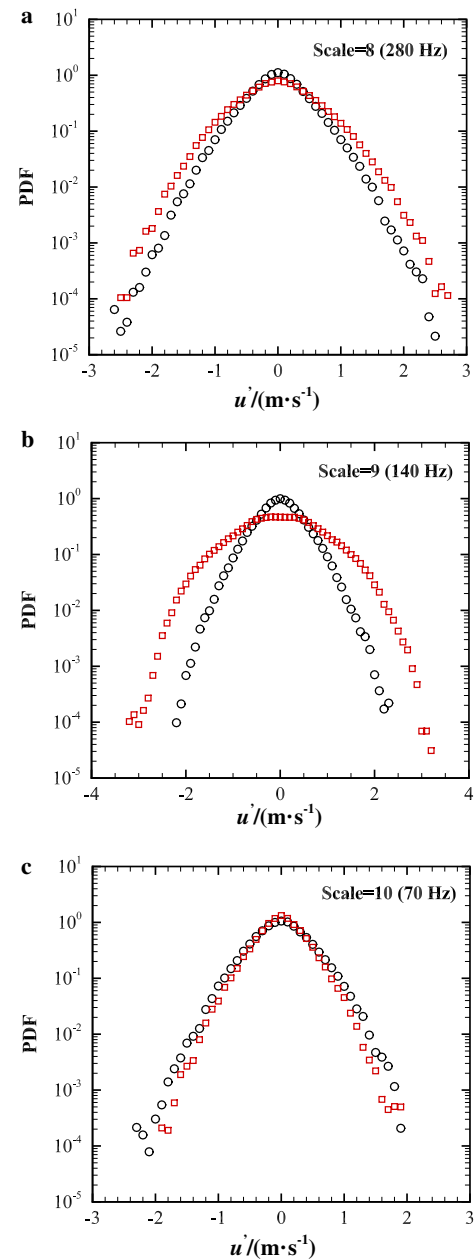 a
10¹
Scale=8 (280 Hz)
10⁰
10⁻¹
PDF
10⁻²
10⁻³
10⁻⁴
10⁻⁵
-3 -2 -1 0 1 2 3
u'/(m·s⁻¹)
b
10¹
Scale=9 (140 Hz)
10⁰
10⁻¹
PDF
10⁻²
10⁻³
10⁻⁴
10⁻⁵
-4 -2 0 2 4
u'/(m·s⁻¹)
c
10¹
Scale=10 (70 Hz)
10⁰
10⁻¹
PDF
10⁻²
10⁻³
10⁻⁴
10⁻⁵
-3 -2 -1 0 1 2 3
u'/(m·s⁻¹)